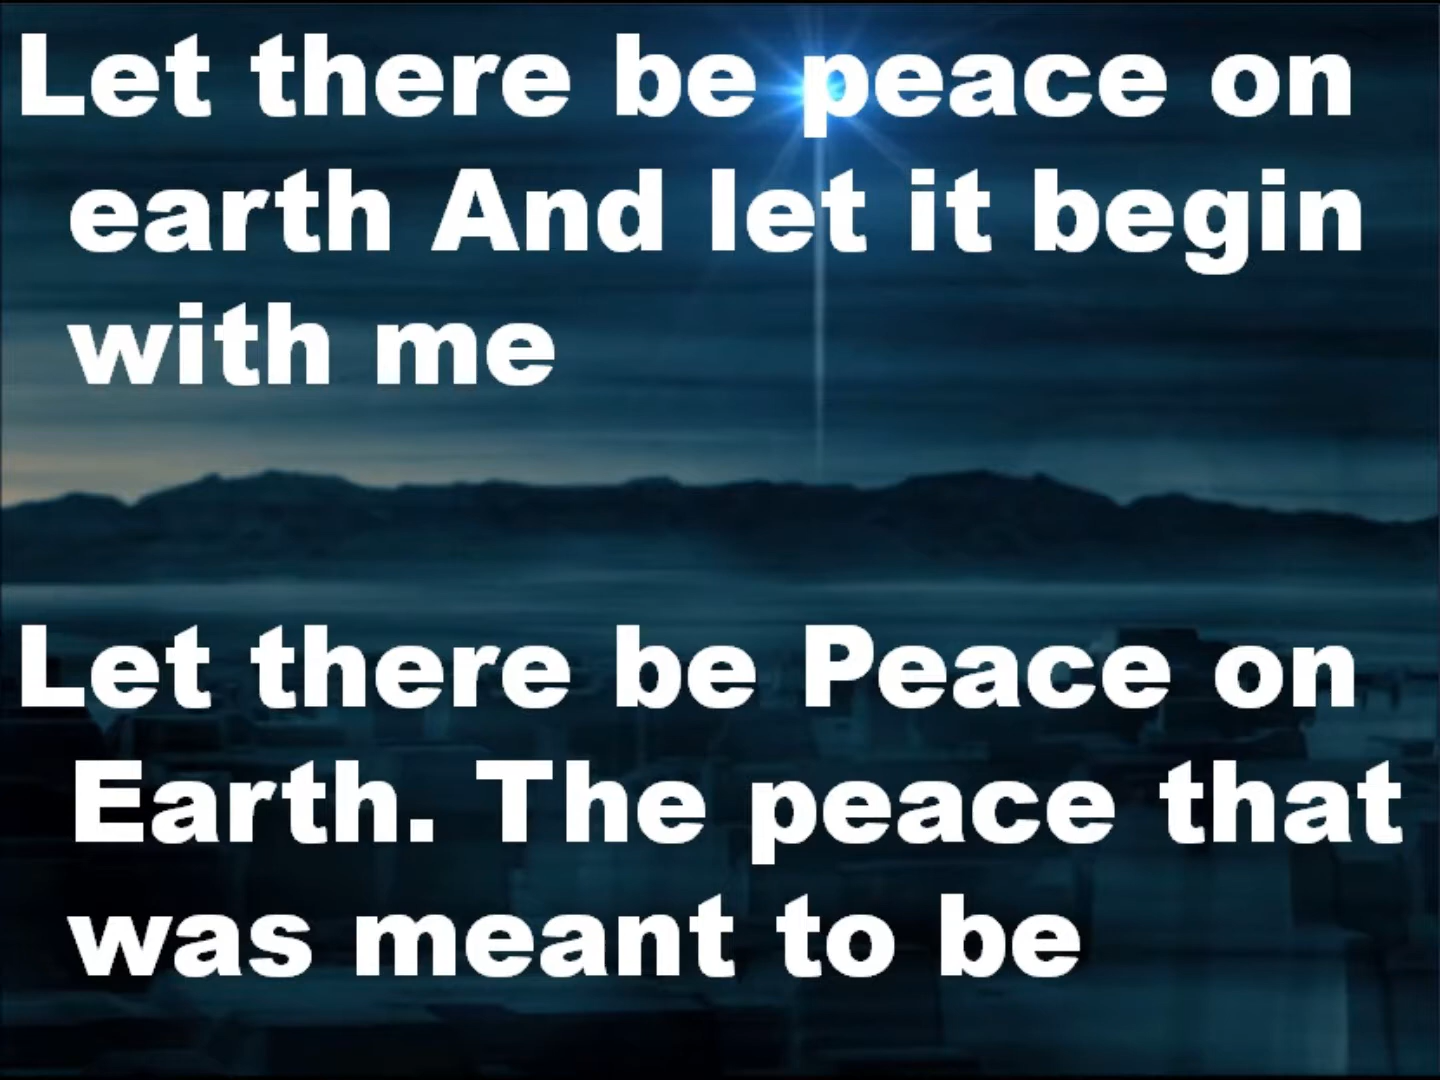 Let there be peace on
earth And let it begin
with me
Let there be Peace on
Earth. The peace that
was meant to be